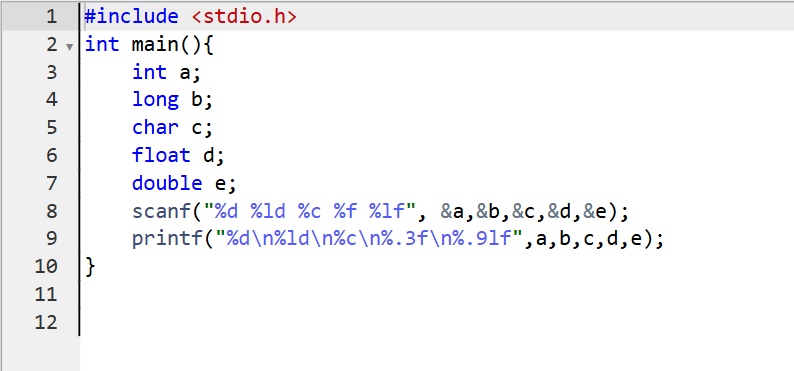 1 #include <stdio.h>
2 int main(){
3     int a;
4     long b;
5     char c;
6     float d;
7     double e;
8     scanf("%d %ld %c %f %lf", &a,&b,&c,&d,&e);
9     printf("%d\n%ld\n%c\n%.3f\n%.9lf",a,b,c,d,e);
10 }
11
12